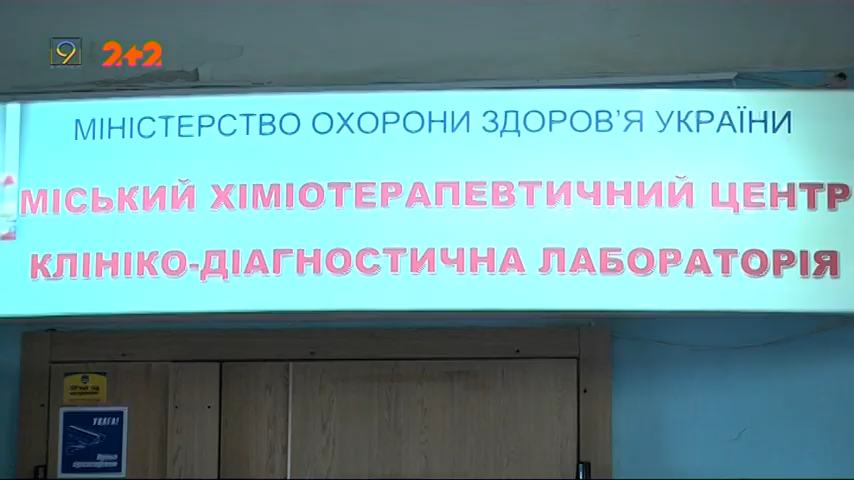 9 2+2
МІНІСТЕРСТВО ОХОРОНИ ЗДОРОВ'Я УКРАЇНИ
МІСЬКИЙ ХІМІОТЕРАПЕВТИЧНИЙ ЦЕНТР
КЛІНІКО-ДІАГНОСТИЧНА ЛАБОРАТОРІЯ
УВАГА!